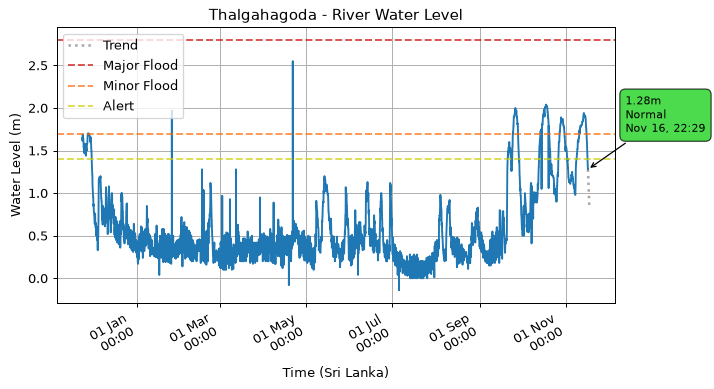 Thalgahagoda - River Water Level
Trend
Major Flood
Minor Flood
Alert
1.28m
Normal
Nov 16, 22:29
Water Level (m)
2.5
2.0
1.5
1.0
0.5
0.0
01 Jan
00:00
01 Mar
00:00
01 May
00:00
01 Jul
00:00
01 Sep
00:00
01 Nov
00:00
Time (Sri Lanka)